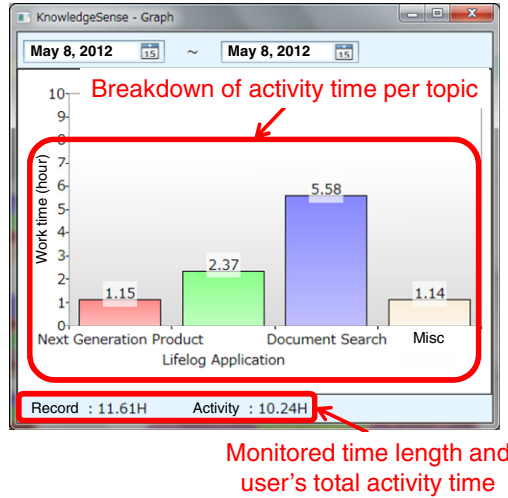 KnowledgeSense - Graph
May 8, 2012 15 ~ May 8, 2012 15
Breakdown of activity time per topic
Work time (hour)
10
9
8
7
6
5
4
3
2
1
0
1.15
2.37
5.58
1.14
Next Generation Product
Lifelog Application
Document Search
Misc
Record : 11.61H Activity : 10.24H
Monitored time length and
user's total activity time